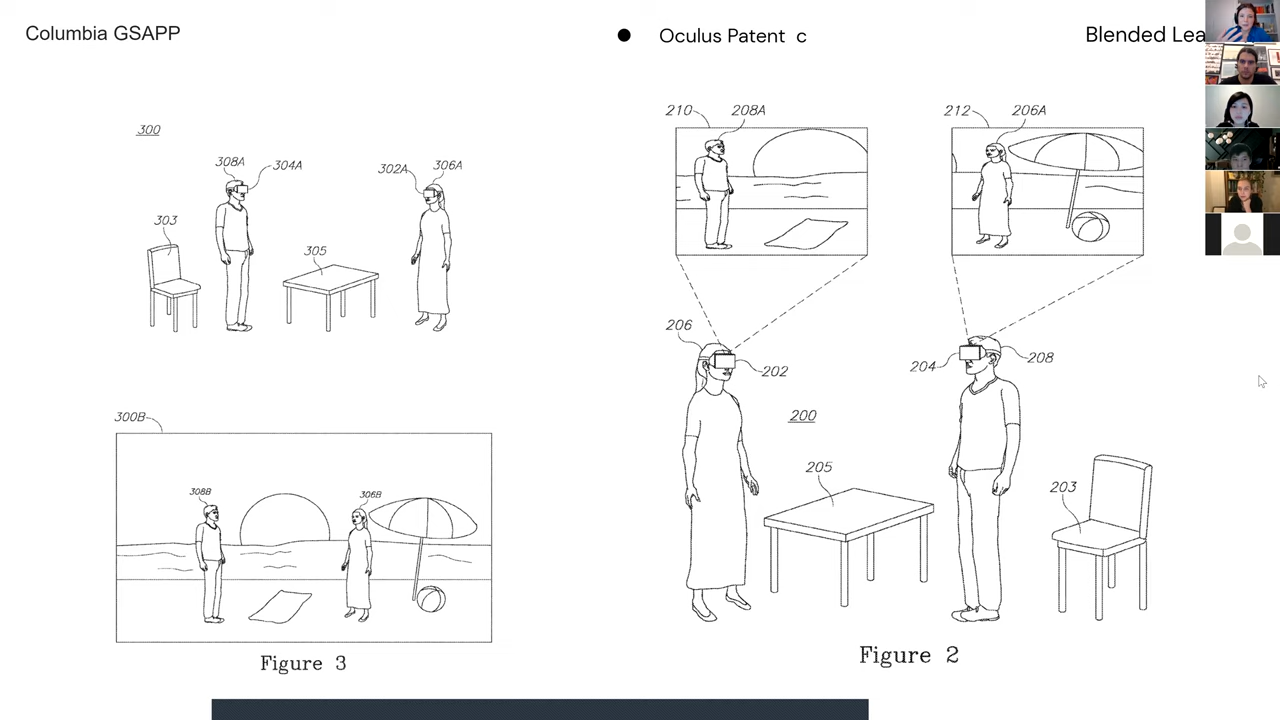 Columbia GSAPP
Oculus Patent c
Blended Lea
300
308A
304A
302A
306A
303
305
300B
308B
306B
Figure 3
210
208A
212
206A
206
202
204
208
200
205
203
Figure 2